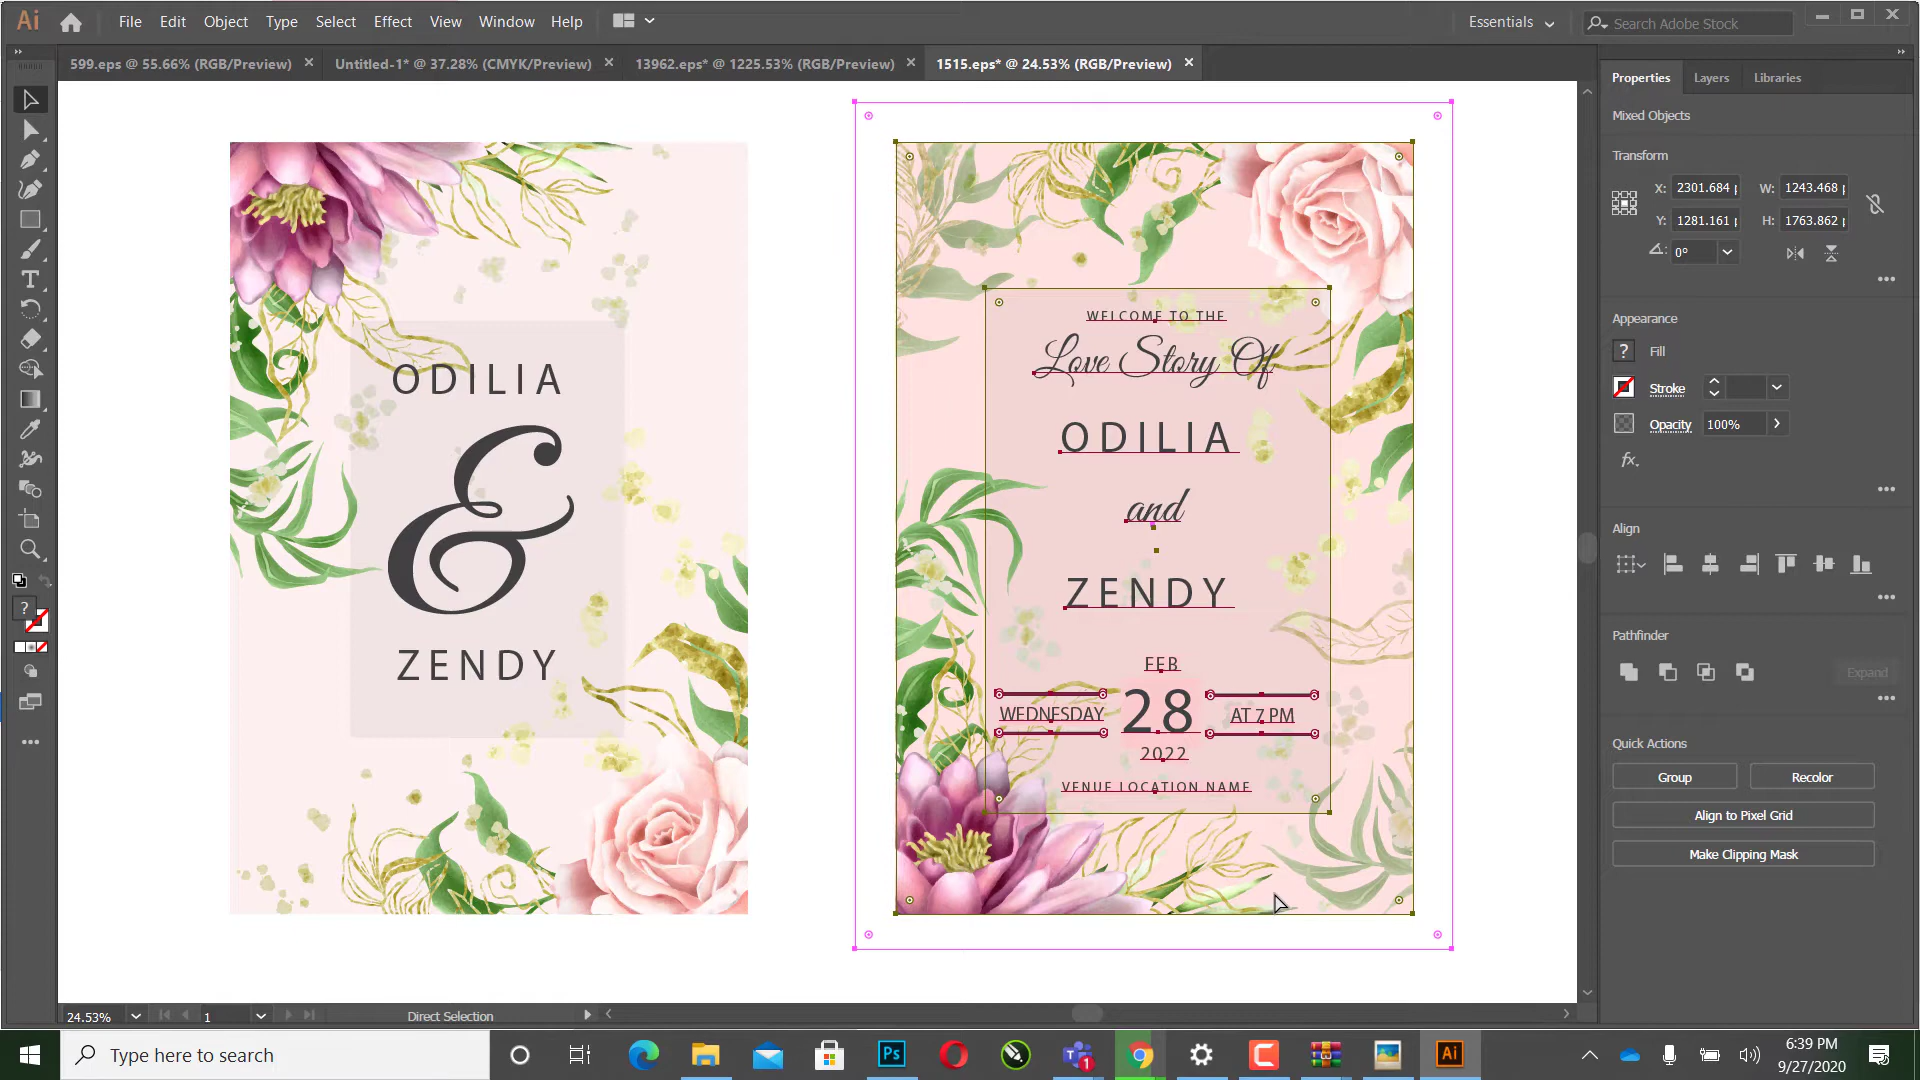 Ai File Edit Object Type Select Effect View Window Help Essentials Search Adobe Stock
599.eps @ 55.66% (RGB/Preview) Untitled-1* @ 37.28% (CMYK/Preview) 13962.eps* @ 1225.53% (RGB/Preview) 1515.eps* @ 24.53% (RGB/Preview)
ODILIA
&
ZENDY
WELCOME TO THE
Love Story Of
ODILIA
and
ZENDY
FEB
WEDNESDAY 28 AT 7 PM
2022
VENUE LOCATION NAME
Properties Layers Libraries
Mixed Objects
Transform
X: 2301.684 p W: 1243.468 p
Y: 1281.161 p H: 1763.862 p
0°
Appearance
? Fill
Stroke
Opacity 100%
fx.
Align
Pathfinder
Expand
Quick Actions
Group Recolor
Align to Pixel Grid
Make Clipping Mask
?
24.53% 1 Direct Selection
Type here to search Ps 1 Ai
6:39 PM
9/27/2020